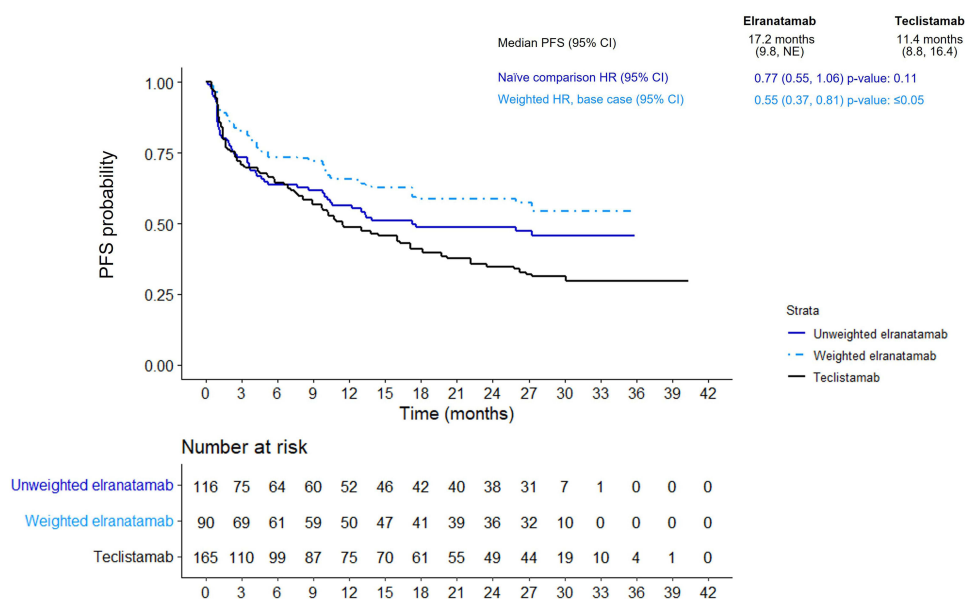 Elranatamab Teclistamab
Median PFS (95% CI) 17.2 months 11.4 months
(9.8, NE) (8.8, 16.4)
Naïve comparison HR (95% CI) 0.77 (0.55, 1.06) p-value: 0.11
Weighted HR, base case (95% CI) 0.55 (0.37, 0.81) p-value: ≤0.05
PFS probability
1.00
0.75
0.50
0.25
0.00
0 3 6 9 12 15 18 21 24 27 30 33 36 39 42
Time (months)
Strata
Unweighted elranatamab
Weighted elranatamab
Teclistamab
Number at risk
Unweighted elranatamab 116 75 64 60 52 46 42 40 38 31 7 1 0 0 0
Weighted elranatamab 90 69 61 59 50 47 41 39 36 32 10 0 0 0 0
Teclistamab 165 110 99 87 75 70 61 55 49 44 19 10 4 1 0
0 3 6 9 12 15 18 21 24 27 30 33 36 39 42